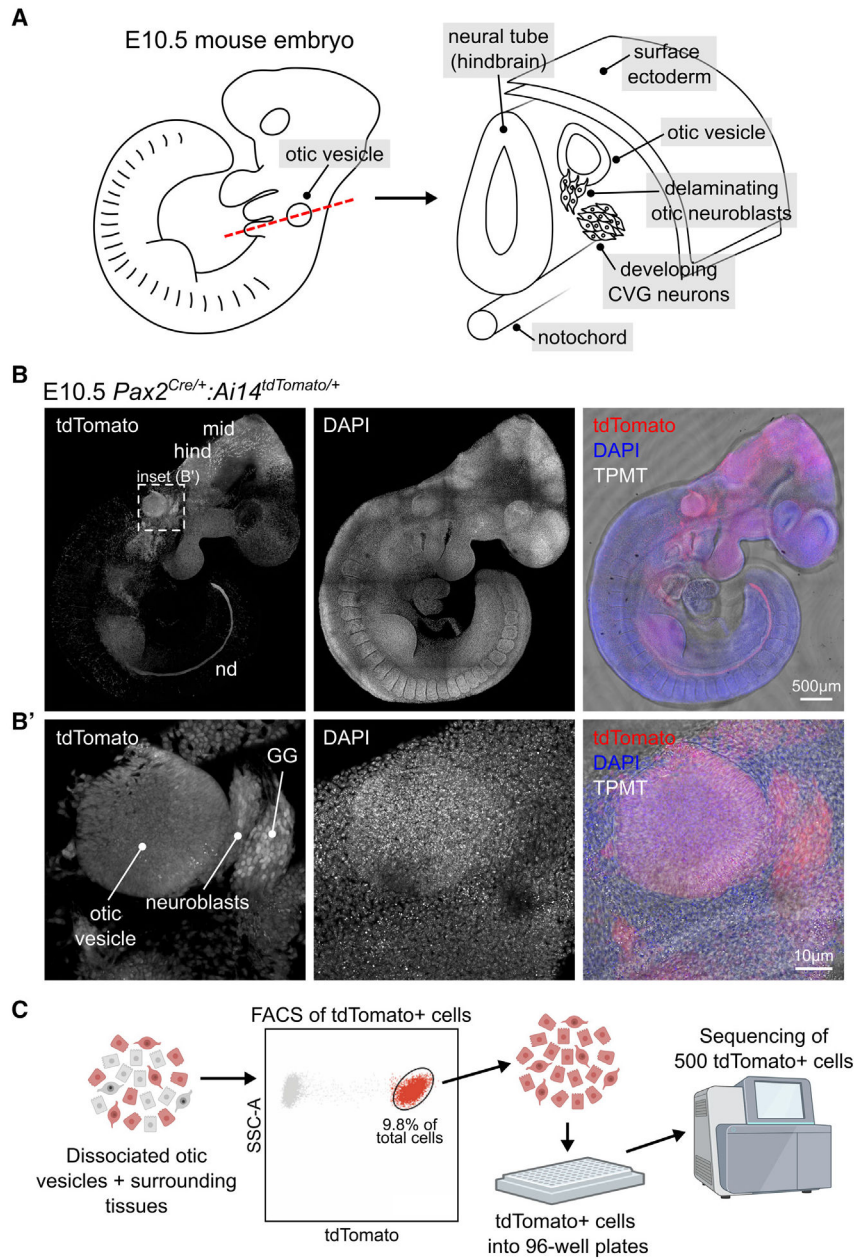 A
E10.5 mouse embryo
otic vesicle
neural tube
(hindbrain)
surface
ectoderm
otic vesicle
delaminating
otic neuroblasts
developing
CVG neurons
notochord
B
E10.5 Pax2Cre/+:Ai14tdTomato/+
tdTomato
mid
hind
inset (B')
nd
DAPI
tdTomato
DAPI
TPMT
500µm
B’
tdTomato
GG
neuroblasts
otic
vesicle
DAPI
tdTomato
DAPI
TPMT
10µm
C
Dissociated otic
vesicles + surrounding
tissues
FACS of tdTomato+ cells
SSC-A
9.8% of
total cells
tdTomato
tdTomato+ cells
into 96-well plates
Sequencing of
500 tdTomato+ cells